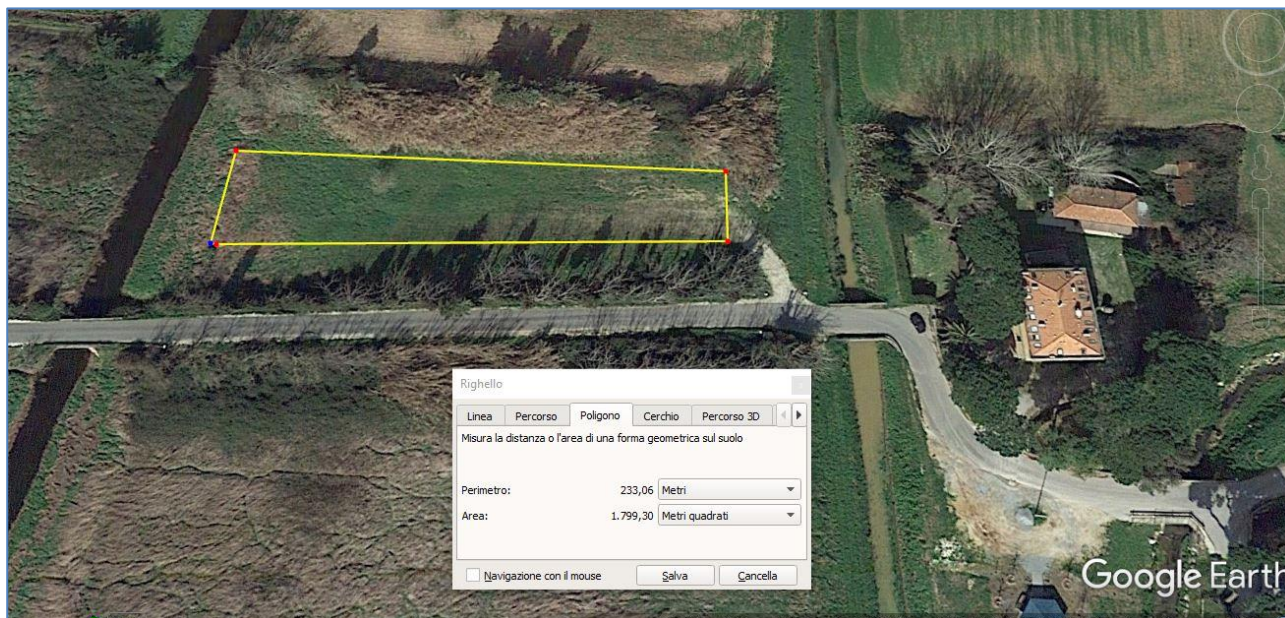 Righello
Linea Percorso Poligono Cerchio Percorso 3D
Misura la distanza o l'area di una forma geometrica sul suolo
Perimetro: 233,06 Metri
Area: 1.799,30 Metri quadrati
Navigazione con il mouse Salva Cancella
Google Earth